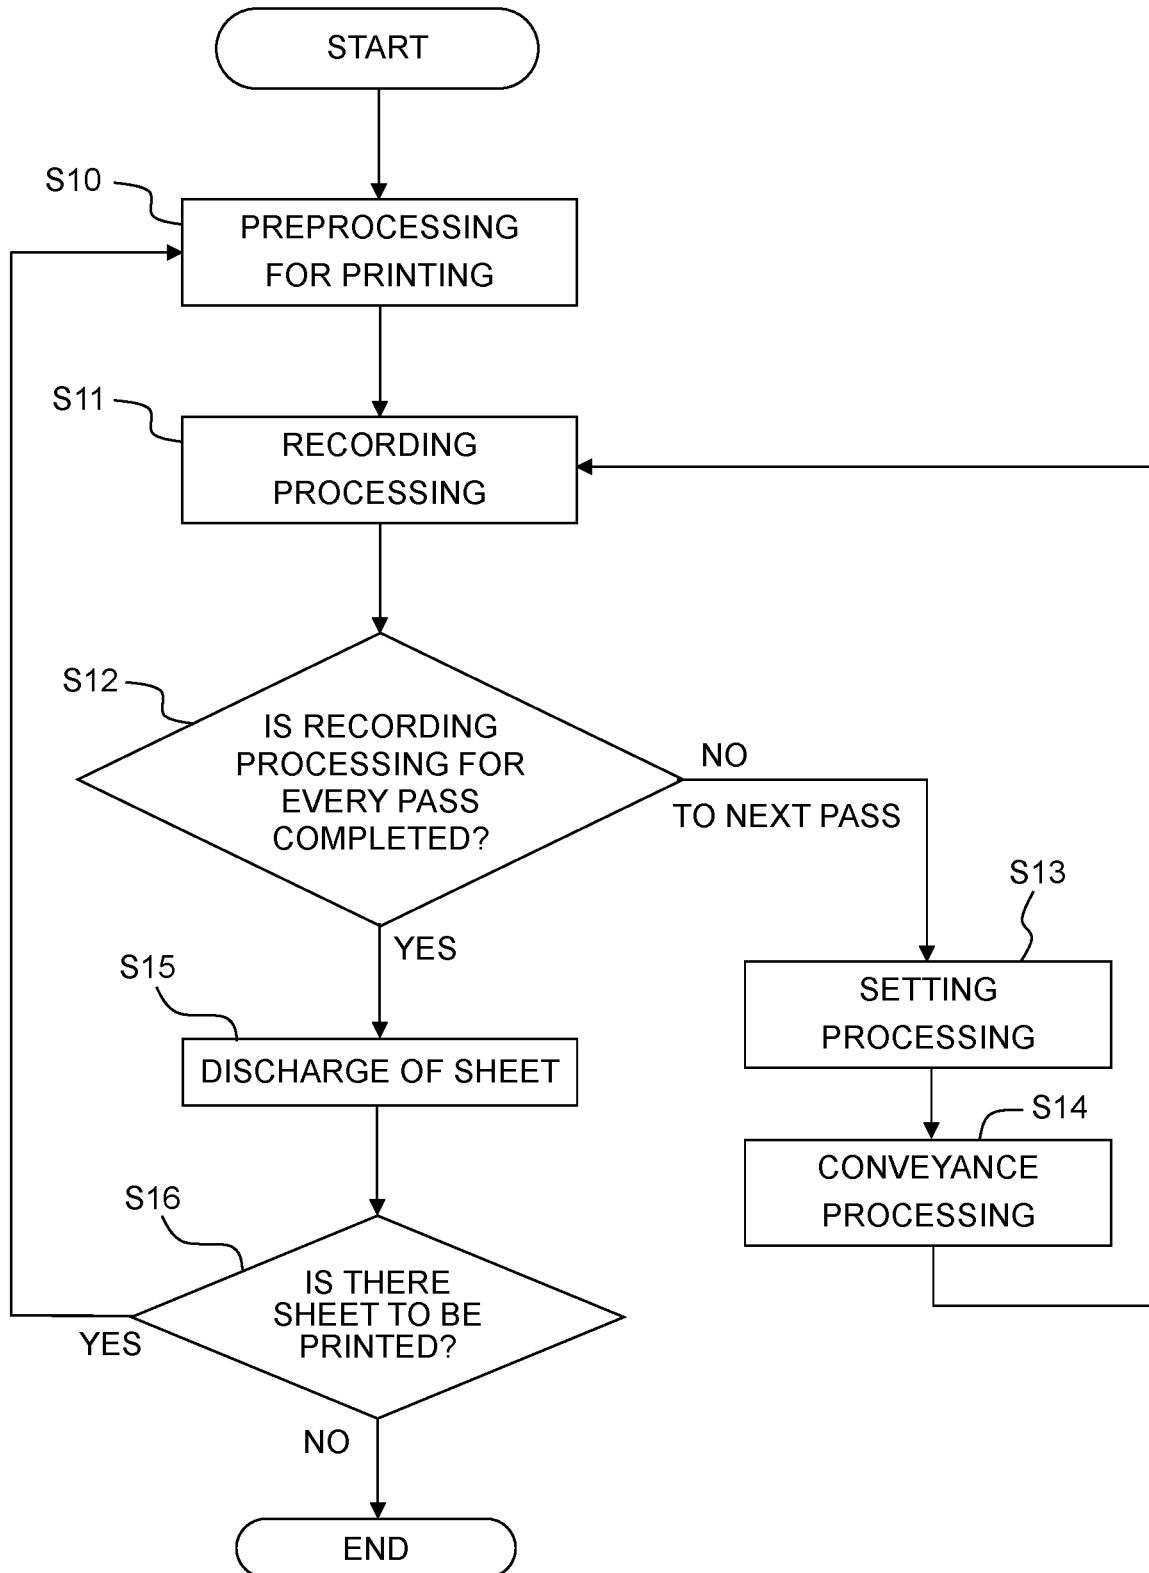 START
S10
PREPROCESSING
FOR PRINTING
S11
RECORDING
PROCESSING
S12
IS RECORDING
PROCESSING FOR
EVERY PASS
COMPLETED?
NO
TO NEXT PASS
YES
S13
SETTING
PROCESSING
S14
CONVEYANCE
PROCESSING
S15
DISCHARGE OF SHEET
S16
IS THERE
SHEET TO BE
PRINTED?
YES
NO
END